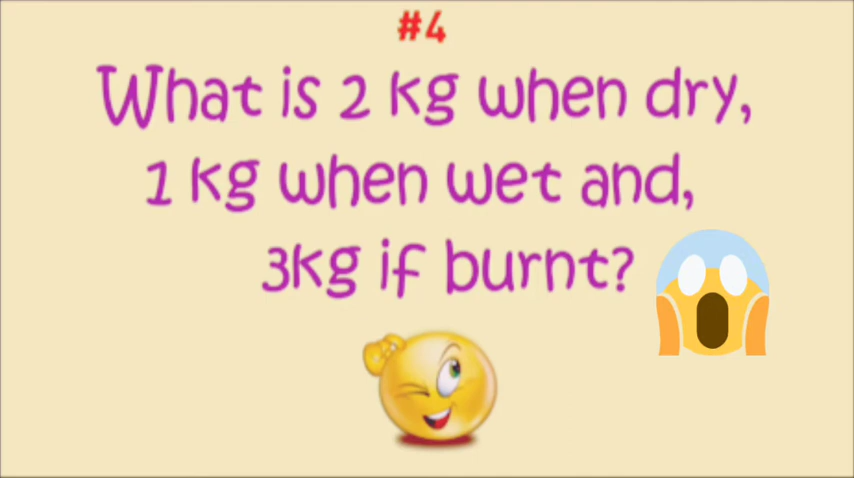 #4
What is 2 kg when dry,
1 kg when wet and,
3kg if burnt?